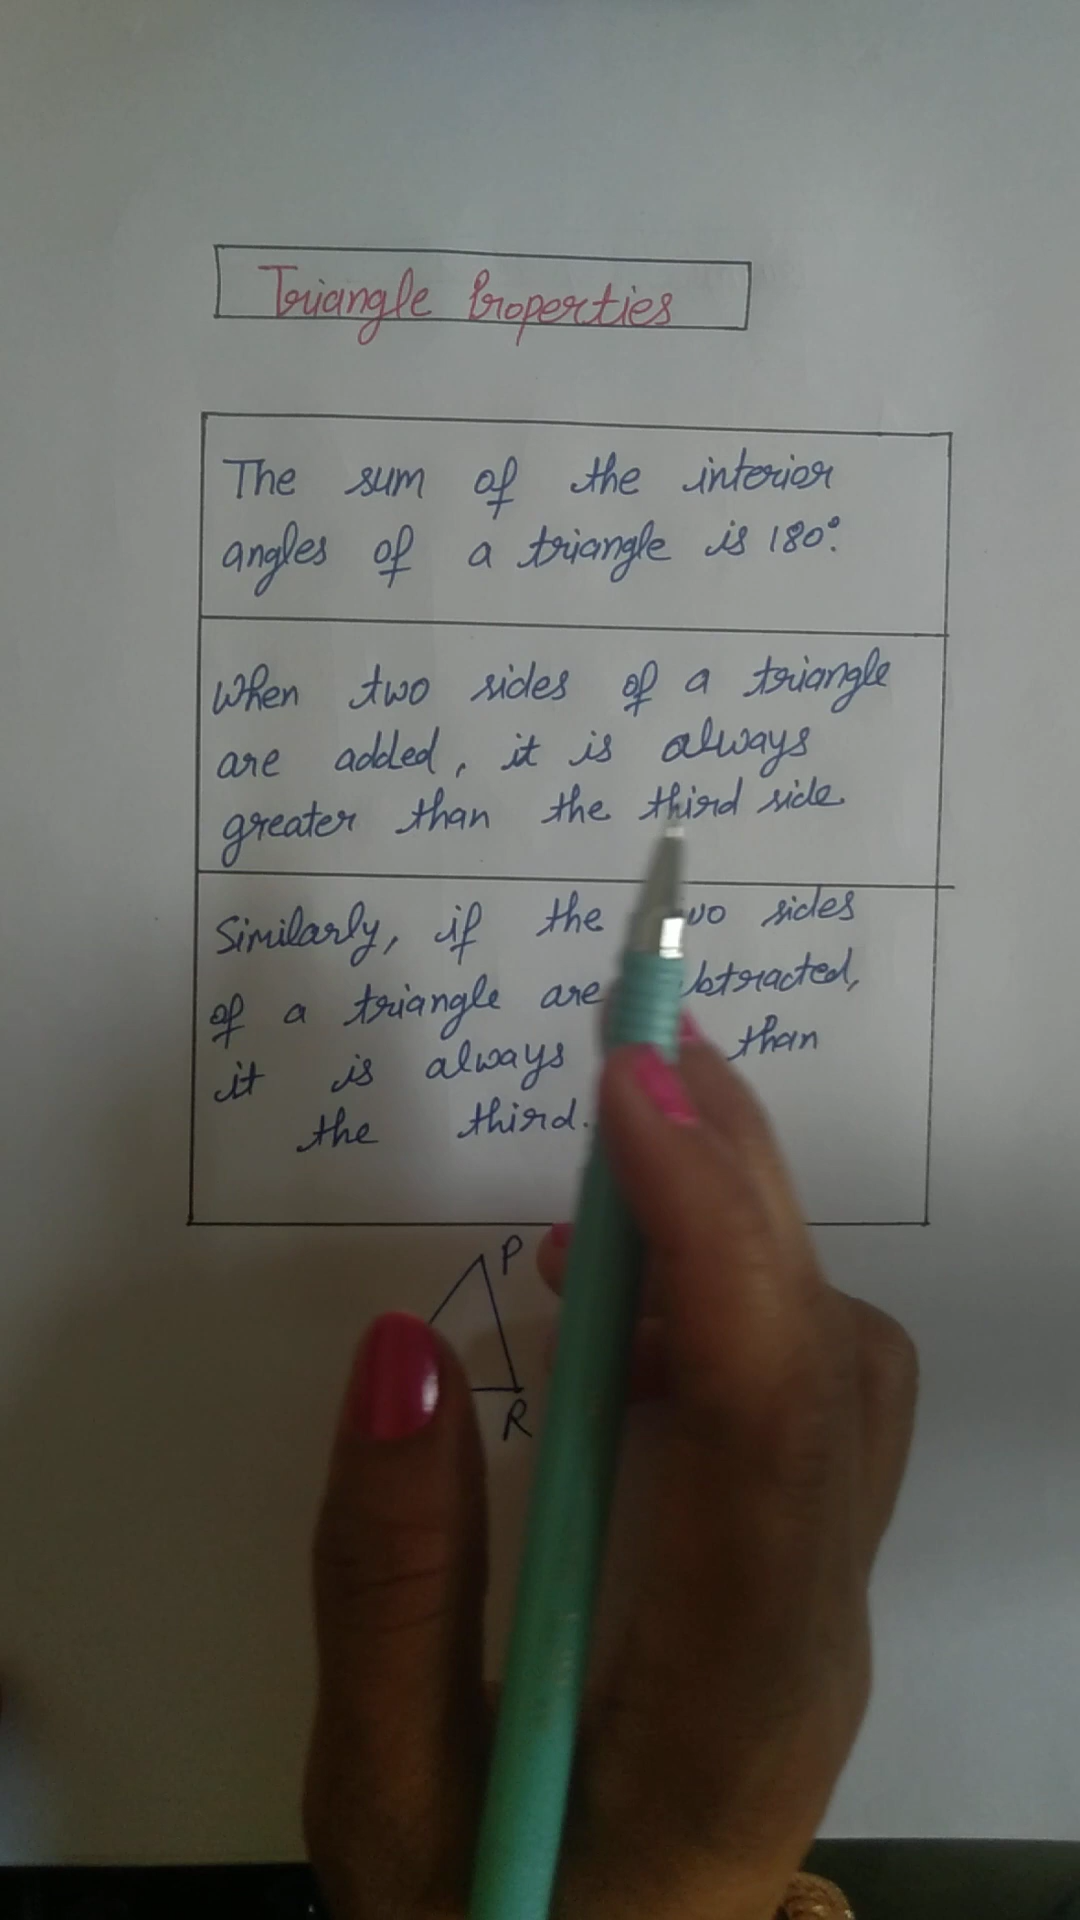 Triangle Properties
The sum of the interior
angles of a triangle is 180°.
When two sides of a triangle
are added, it is always
greater than the third side
Similarly, if the sides
of a triangle are
it is always than
the third.
P
R